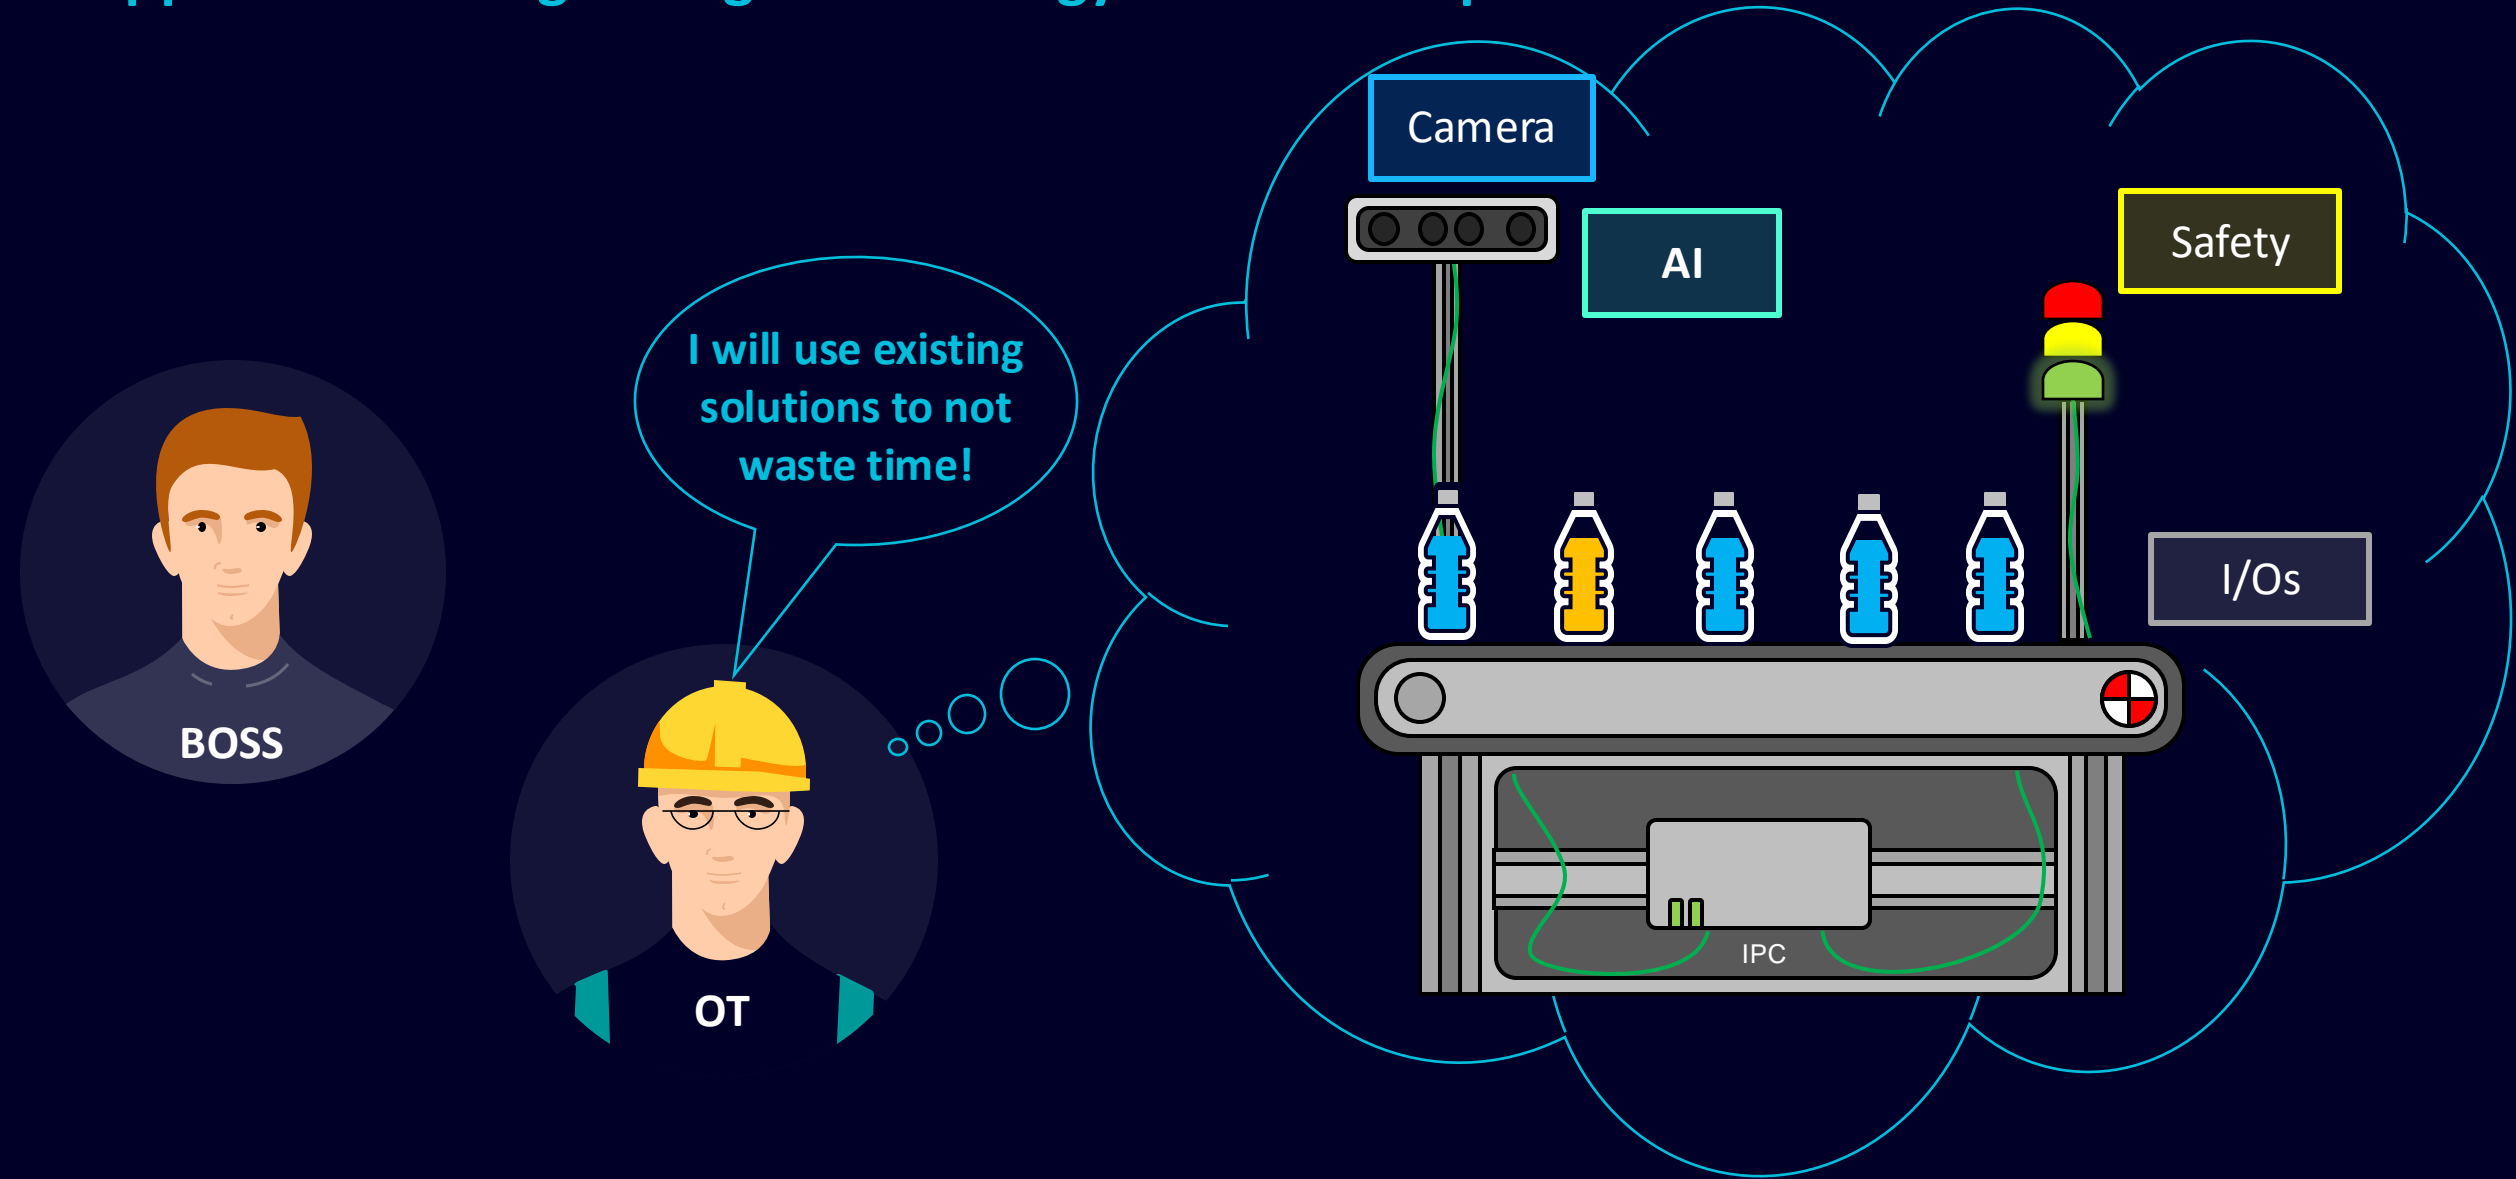 Camera
AI
Safety
I will use existing
solutions to not
waste time!
I/Os
BOSS
IPC
OT